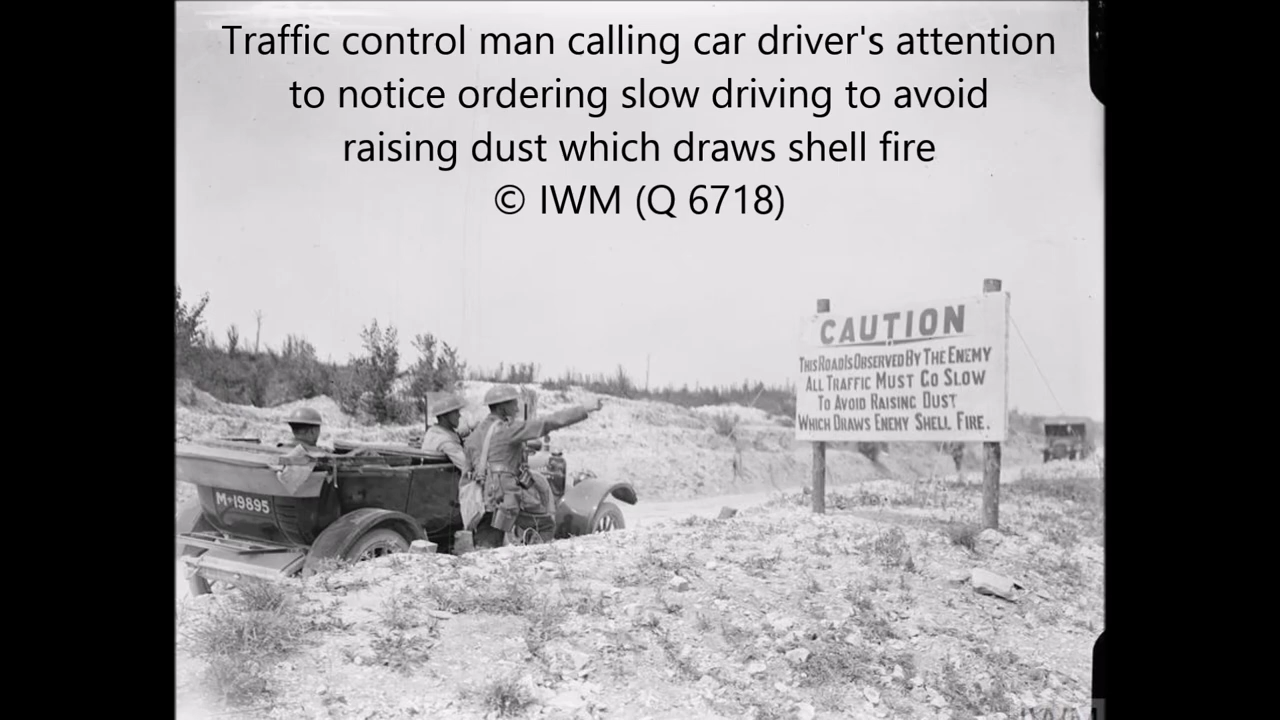 Traffic control man calling car driver's attention
to notice ordering slow driving to avoid
raising dust which draws shell fire
© IWM (Q 6718)
CAUTION
THIS ROAD IS OBSERVED BY THE ENEMY
ALL TRAFFIC MUST GO SLOW
TO AVOID RAISING DUST
WHICH DRAWS ENEMY SHELL FIRE.
M-19895
IWM